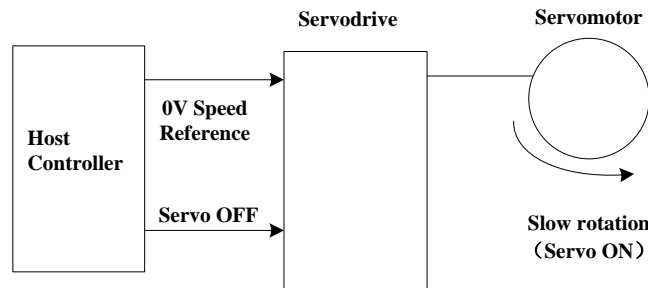 Servodrive
Servomotor
0V Speed
Reference
Host
Controller
Servo OFF
Slow rotation
（Servo ON）